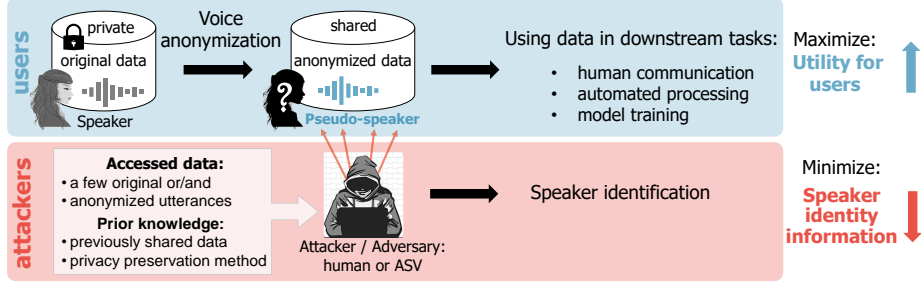 users
private
original data
Speaker
Voice
anonymization
shared
anonymized data
?
Pseudo-speaker
Using data in downstream tasks:
• human communication
• automated processing
• model training
Maximize:
Utility for
users
attackers
Accessed data:
• a few original or/and
• anonymized utterances
Prior knowledge:
• previously shared data
• privacy preservation method
Attacker / Adversary:
human or ASV
Speaker identification
Minimize:
Speaker
identity
information